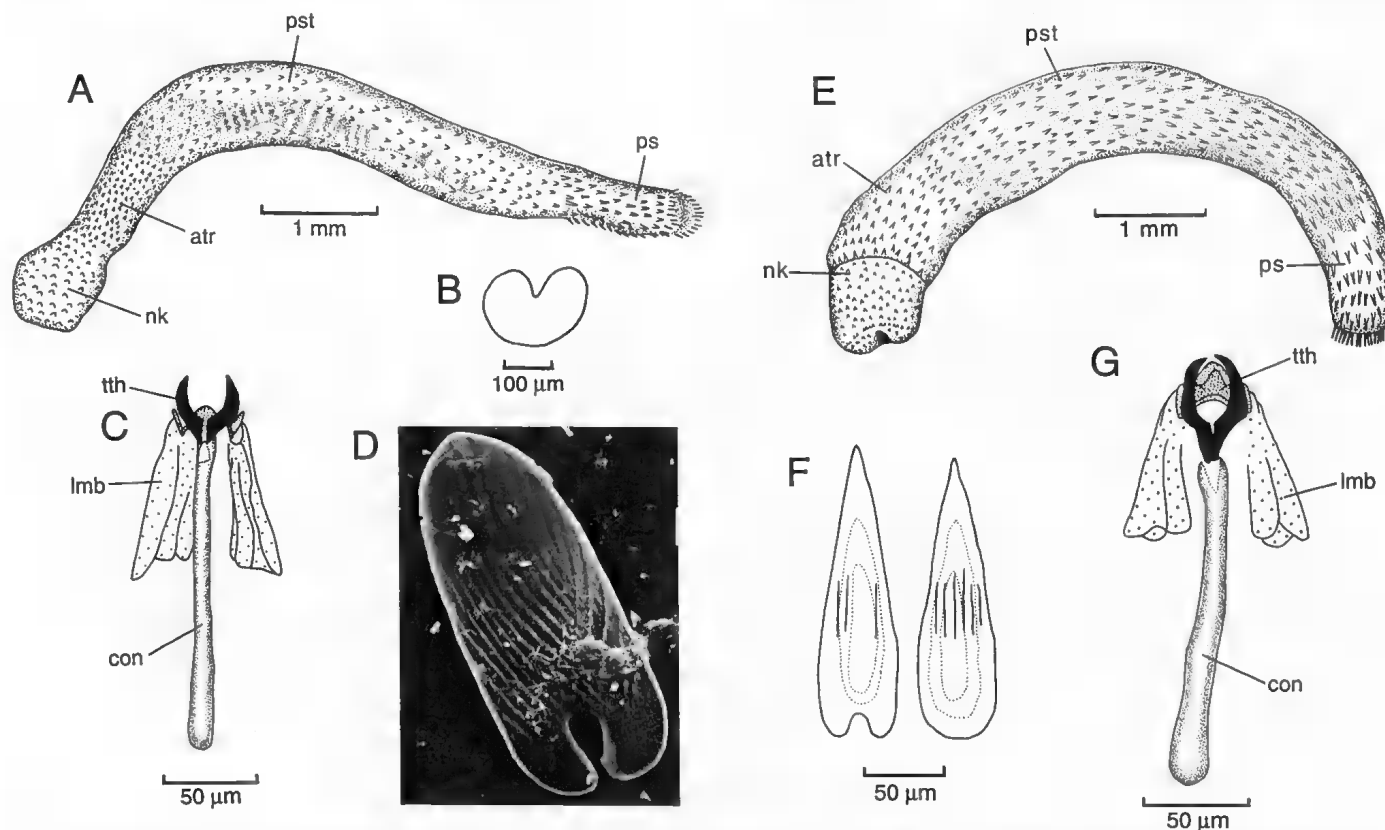 A
pst
ps
atr
1 mm
nk
B
100 µm
tth
C
lmb
con
50 µm
D
E
pst
atr
1 mm
nk
ps
F
50 µm
G
tth
lmb
con
50 µm